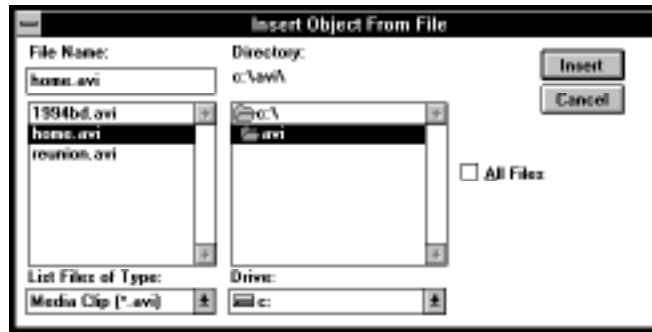 Insert Object From File
File Name:
home.avi
1994bd.avi
home.avi
reunion.avi
List Files of Type:
Media Clip (*.avi)
Directory:
c:\avi\
c:\
avi
Drive:
c:
Insert
Cancel
All Files